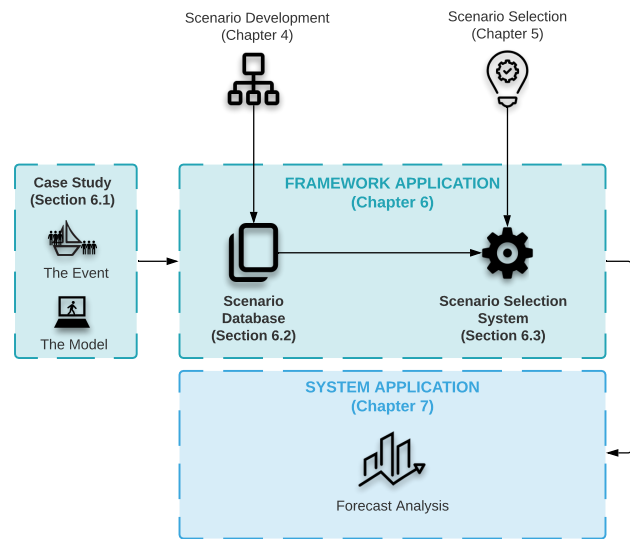 Scenario Development
(Chapter 4)
Scenario Selection
(Chapter 5)
Case Study
(Section 6.1)
The Event
The Model
FRAMEWORK APPLICATION
(Chapter 6)
Scenario
Database
(Section 6.2)
Scenario Selection
System
(Section 6.3)
SYSTEM APPLICATION
(Chapter 7)
Forecast Analysis